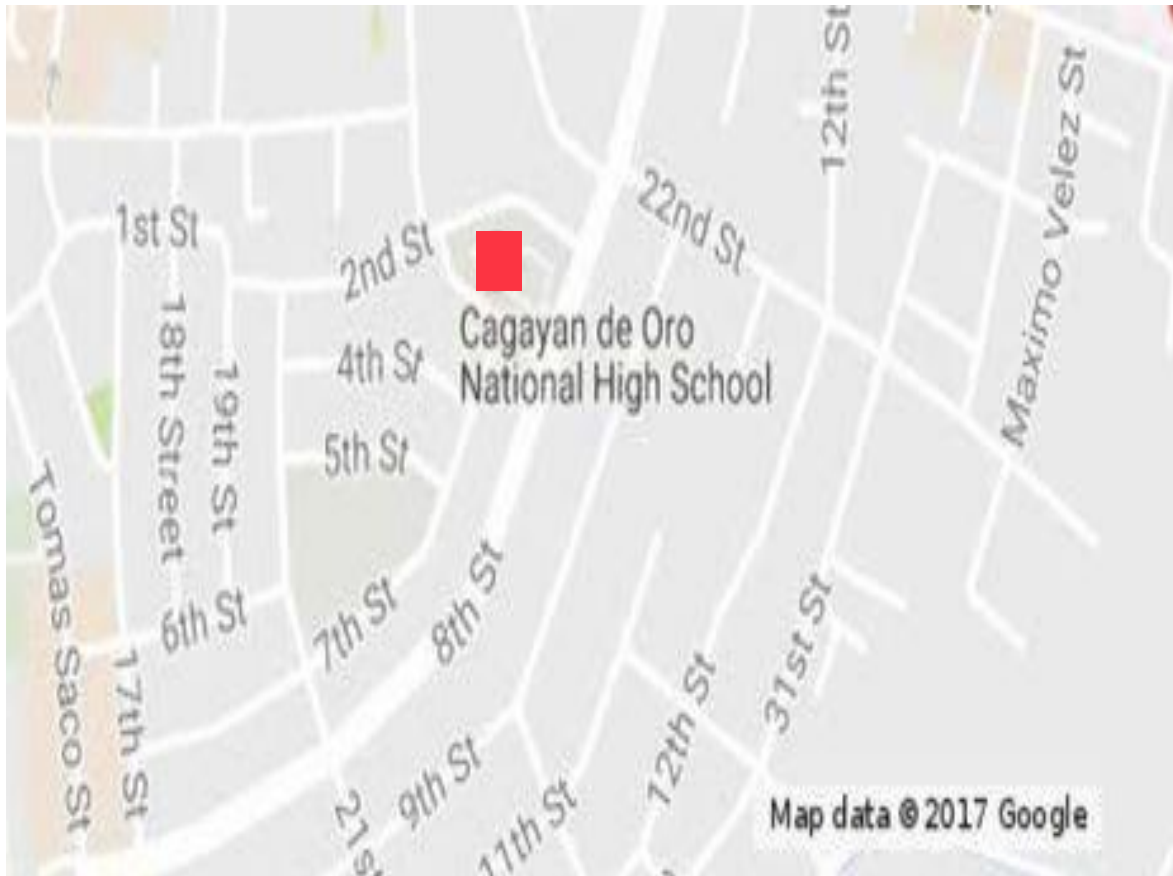 12th St
Maximo Velez St
22nd St
1st St
2nd St
18th Street
19th St
4th St
5th St
Cagayan de Oro
National High School
Tomas Saco St
17th St
6th St
7th St
8th St
9th St
11th St
12th St
31st St
21st
Map data © 2017 Google